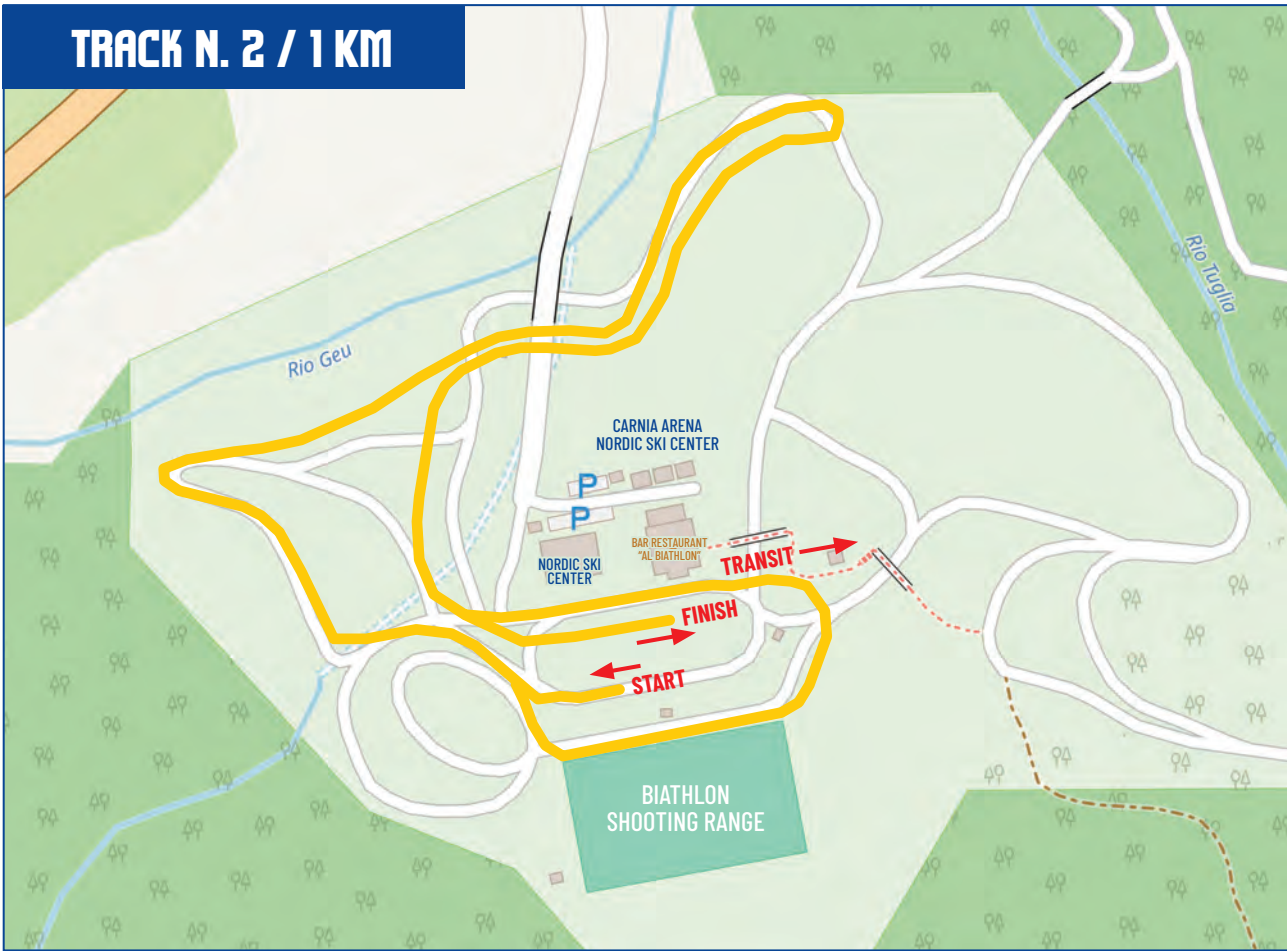 TRACK N. 2 / 1 KM
Rio Tuglia
Rio Geu
CARNIA ARENA
NORDIC SKI CENTER
P
P
BAR RESTAURANT
"AL BIATHLON"
NORDIC SKI
CENTER
TRANSIT
FINISH
START
BIATHLON
SHOOTING RANGE